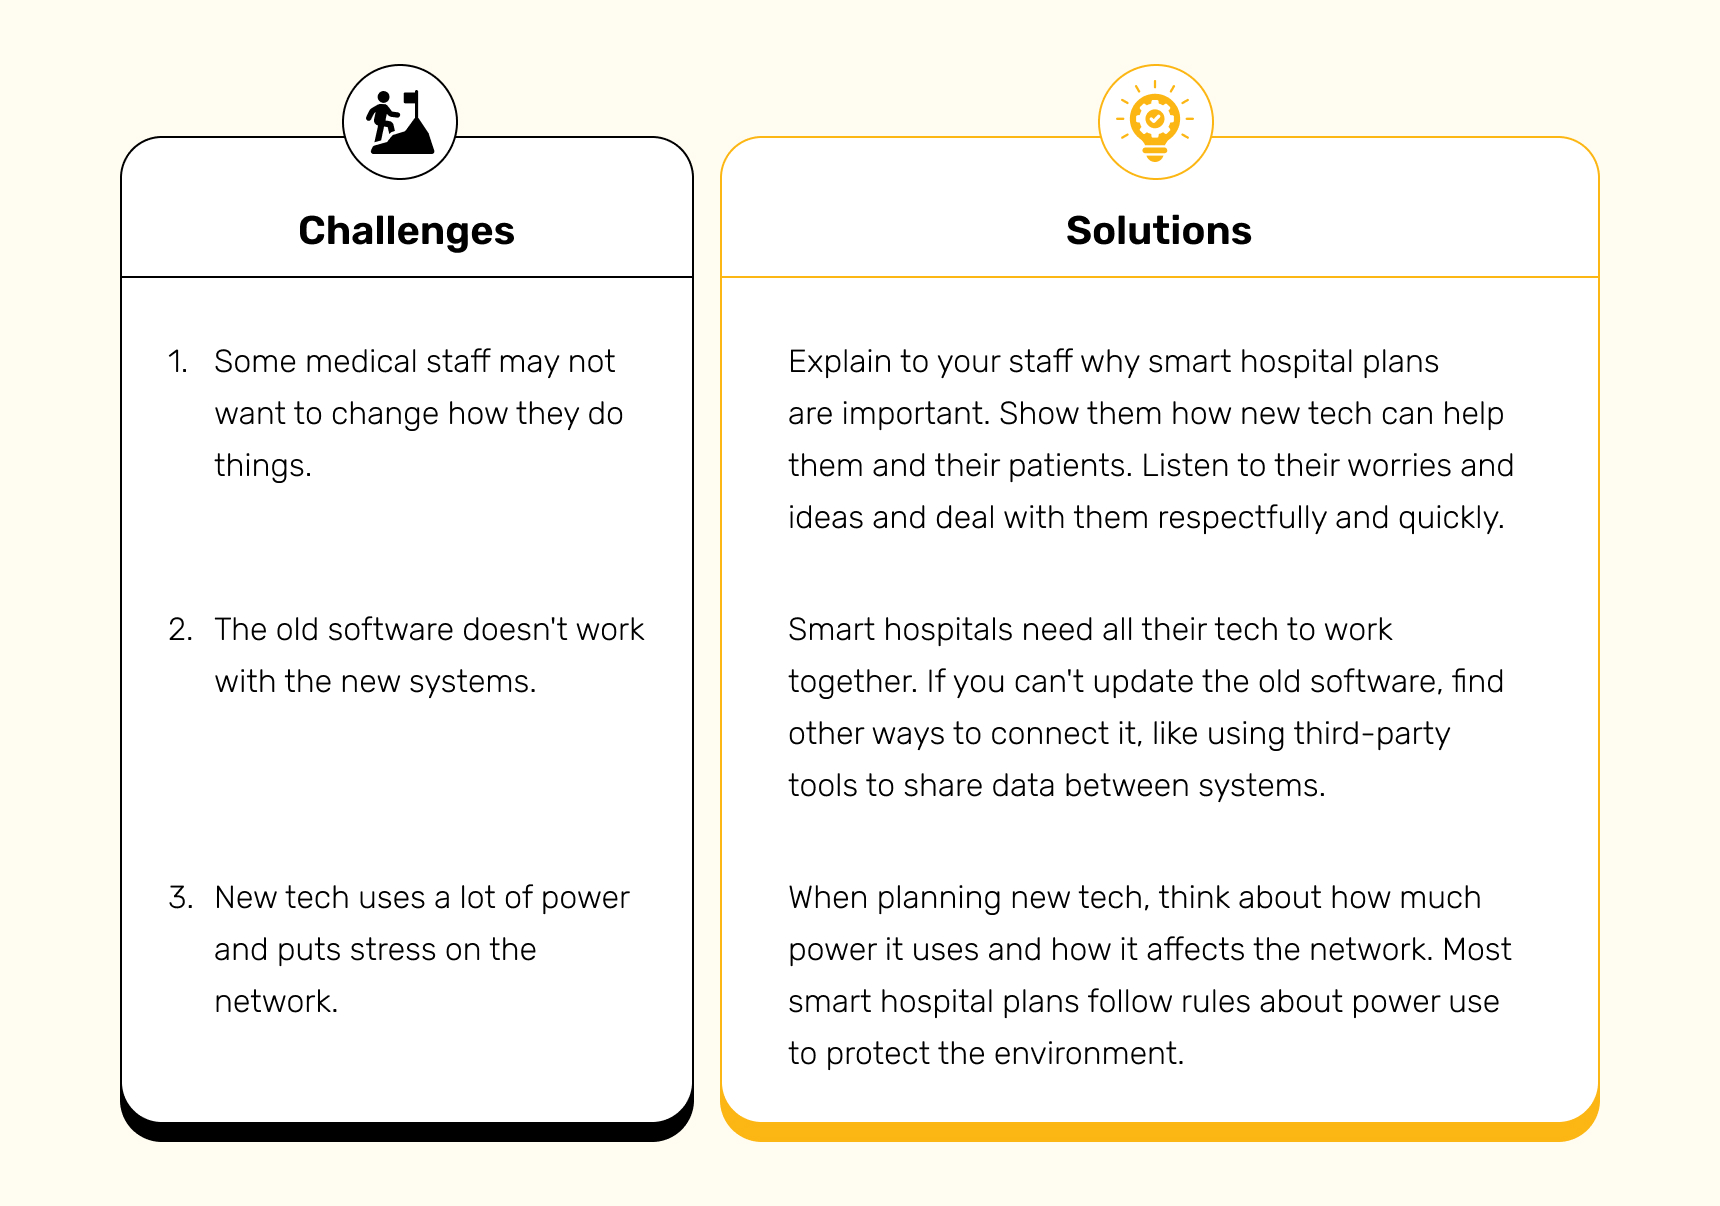 Challenges
1. Some medical staff may not
want to change how they do
things.
2. The old software doesn't work
with the new systems.
3. New tech uses a lot of power
and puts stress on the
network.
Solutions
Explain to your staff why smart hospital plans
are important. Show them how new tech can help
them and their patients. Listen to their worries and
ideas and deal with them respectfully and quickly.
Smart hospitals need all their tech to work
together. If you can't update the old software, find
other ways to connect it, like using third-party
tools to share data between systems.
When planning new tech, think about how much
power it uses and how it affects the network. Most
smart hospital plans follow rules about power use
to protect the environment.